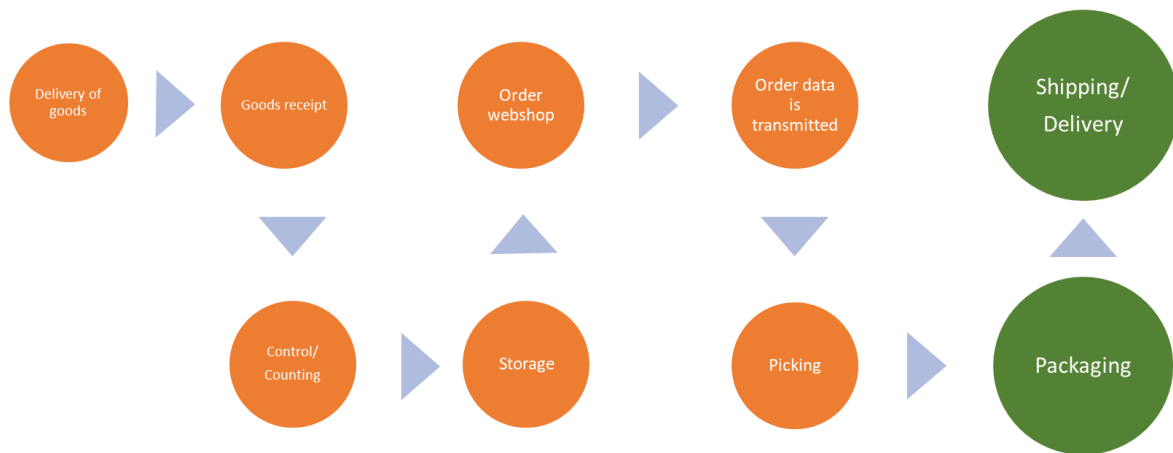 Delivery of
goods
Goods receipt
Control/
Counting
Storage
Order
webshop
Order data
is
transmitted
Picking
Packaging
Shipping/
Delivery